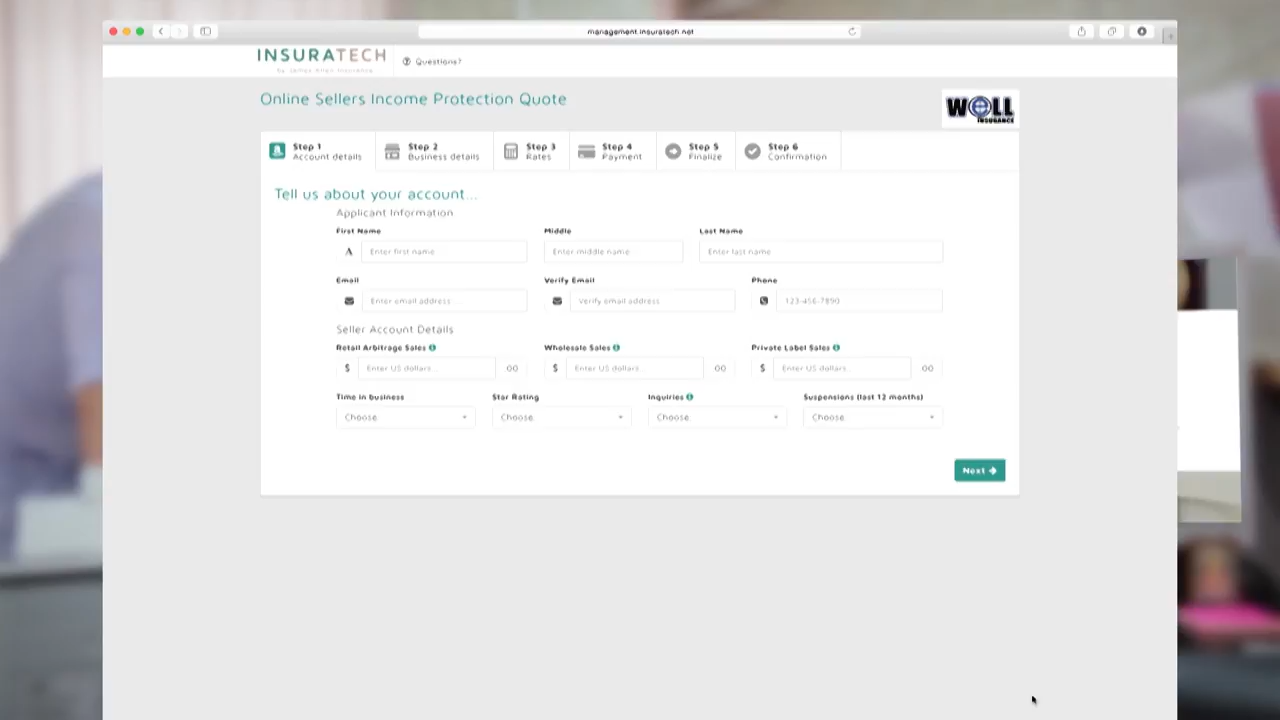 management.insuratech.net
INSURATECH
by James Allen Insurance
Questions?
Online Sellers Income Protection Quote
WOLL
INSURANCE
Step 1
Account details
Step 2
Business details
Step 3
Rates
Step 4
Payment
Step 5
Finalize
Step 6
Confirmation
Tell us about your account...
Applicant Information
First Name Middle Last Name
A Enter first name Enter middle name Enter last name
Email Verify Email Phone
Enter email address ... Verify email address 123-456-7890
Seller Account Details
Retail Arbitrage Sales Wholesale Sales Private Label Sales
$ Enter US dollars... 00 $ Enter US dollars... 00 $ Enter US dollars... 00
Time in business Star Rating Inquiries Suspensions (last 12 months)
Choose Choose Choose Choose
Next